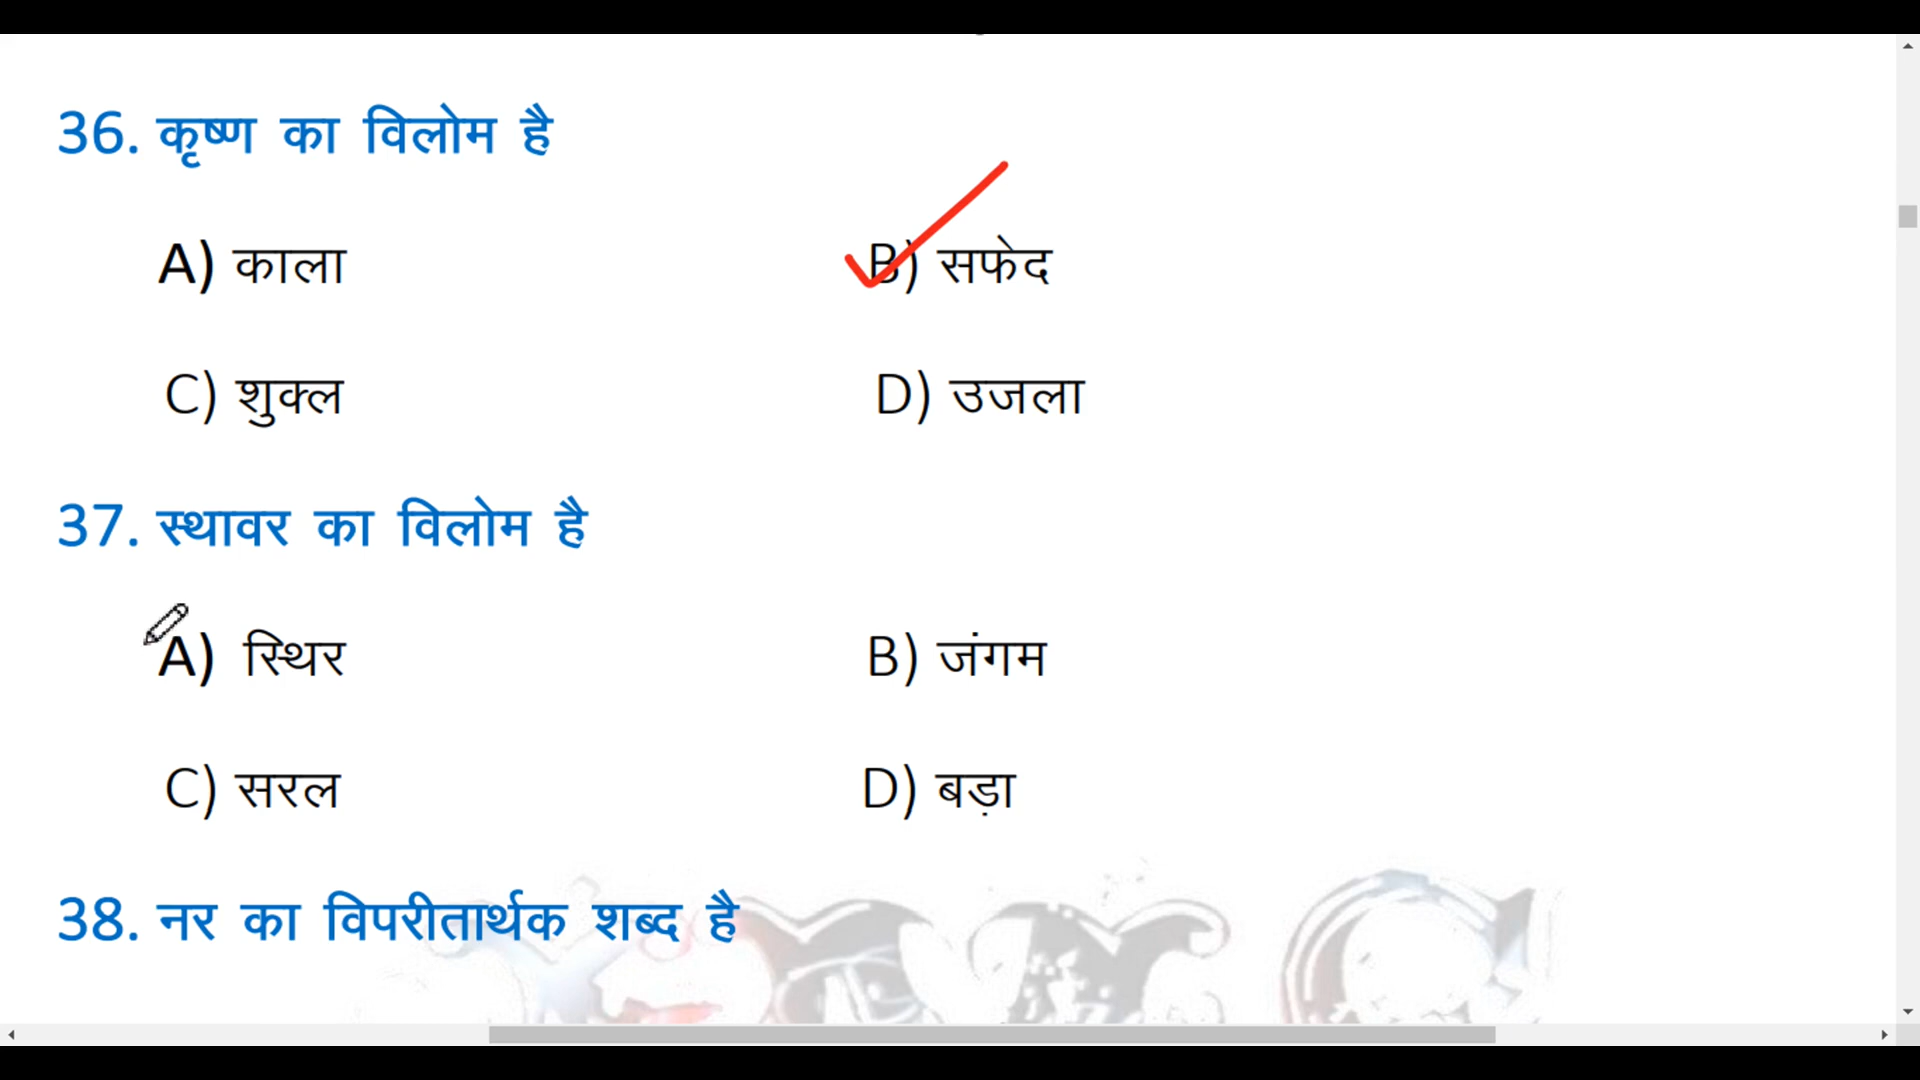 36. कृष्ण का विलोम है
A) काला B) सफेद
C) शुक्ल D) उजला
37. स्थावर का विलोम है
A) स्थिर B) जंगम
C) सरल D) बड़ा
38. नर का विपरीतार्थक शब्द है